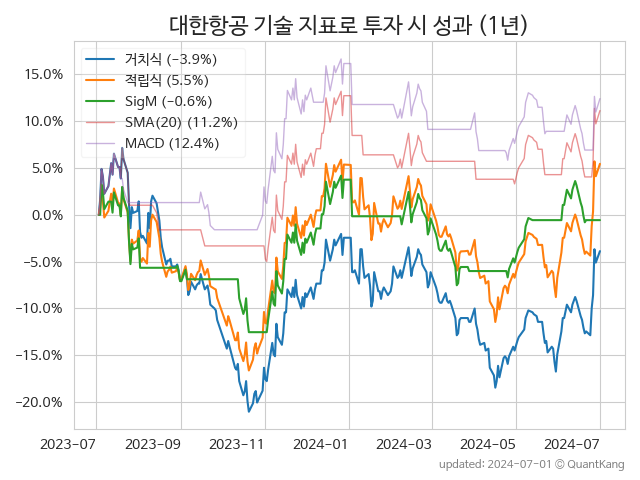 대한항공 기술 지표로 투자 시 성과 (1년)
거치식 (−3.9%)
적립식 (5.5%)
SigM (−0.6%)
SMA(20) (11.2%)
MACD (12.4%)
15.0%
10.0%
5.0%
0.0%
−5.0%
−10.0%
−15.0%
−20.0%
2023-07 2023-09 2023-11 2024-01 2024-03 2024-05 2024-07
updated: 2024-07-01 © QuantKang